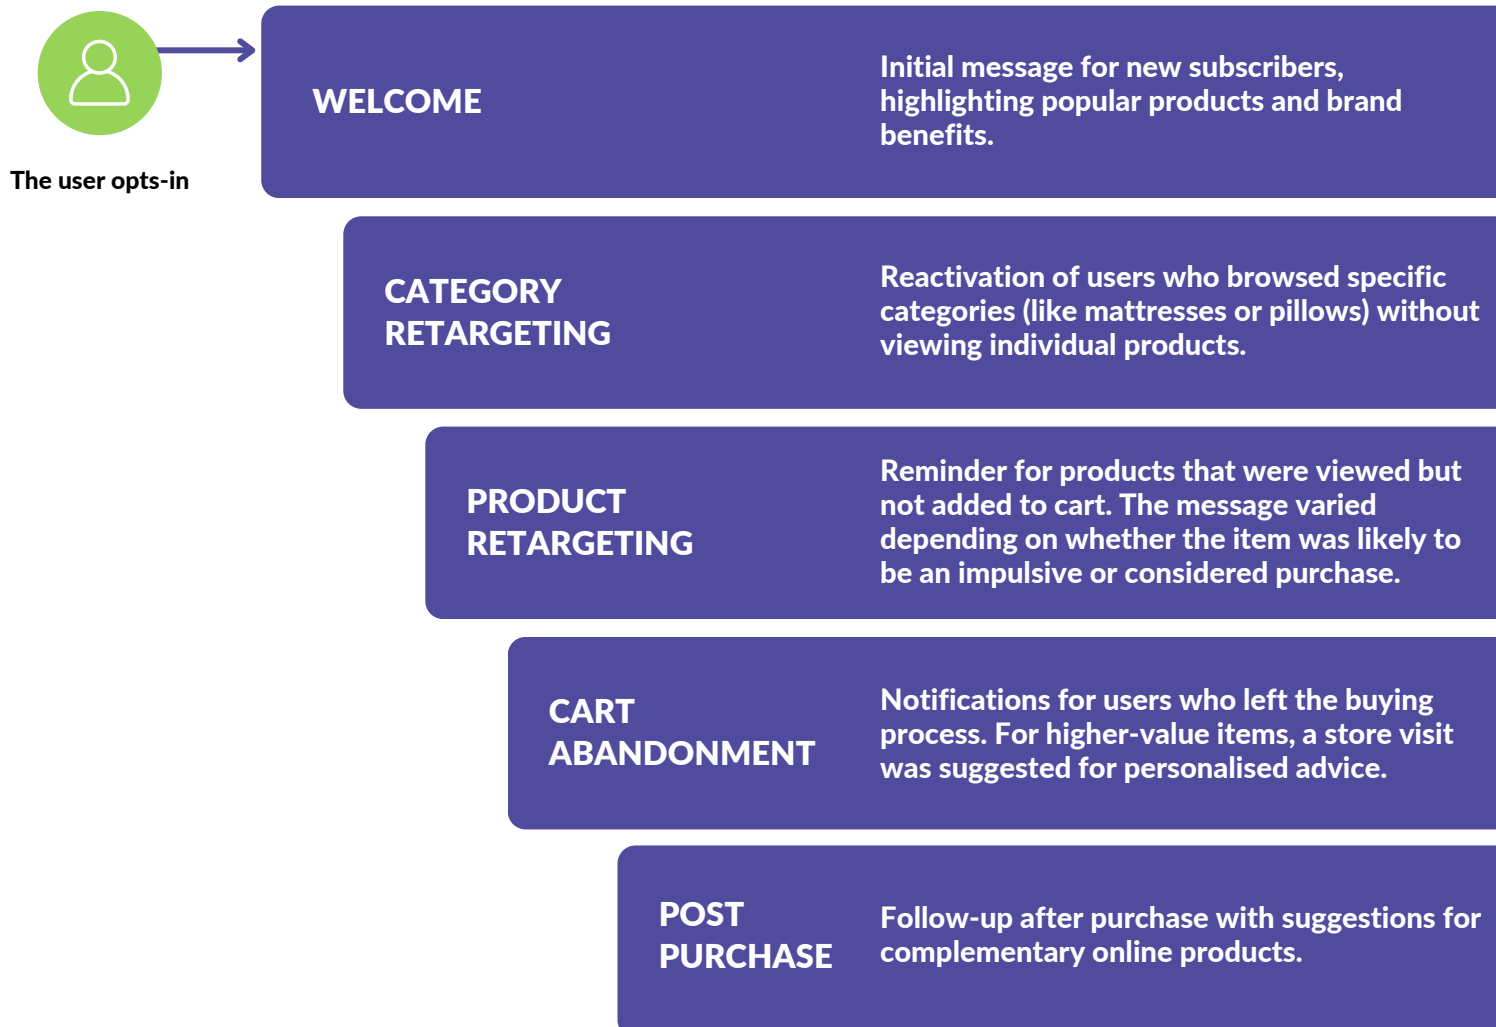 The user opts-in
WELCOME
Initial message for new subscribers,
highlighting popular products and brand
benefits.
CATEGORY
RETARGETING
Reactivation of users who browsed specific
categories (like mattresses or pillows) without
viewing individual products.
PRODUCT
RETARGETING
Reminder for products that were viewed but
not added to cart. The message varied
depending on whether the item was likely to
be an impulsive or considered purchase.
CART
ABANDONMENT
Notifications for users who left the buying
process. For higher-value items, a store visit
was suggested for personalised advice.
POST
PURCHASE
Follow-up after purchase with suggestions for
complementary online products.